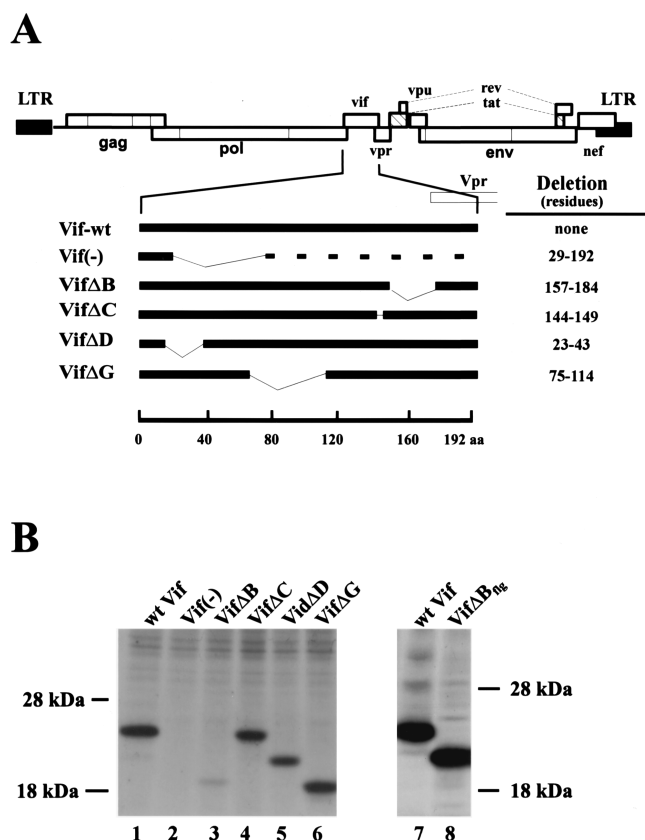 A
LTR
vif
vpu
rev
tat
LTR
gag
pol
vpr
env
nef
Vpr
Deletion
(residues)
Vif-wt
none
Vif(-)
29-192
VifΔB
157-184
VifΔC
144-149
VifΔD
23-43
VifΔG
75-114
0 40 80 120 160 192 aa
B
wt Vif
Vif(-)
VifΔB
VifΔC
VidΔD
VifΔG
wt Vif
VifΔBflg
28 kDa
28 kDa
18 kDa
18 kDa
1 2 3 4 5 6
7 8